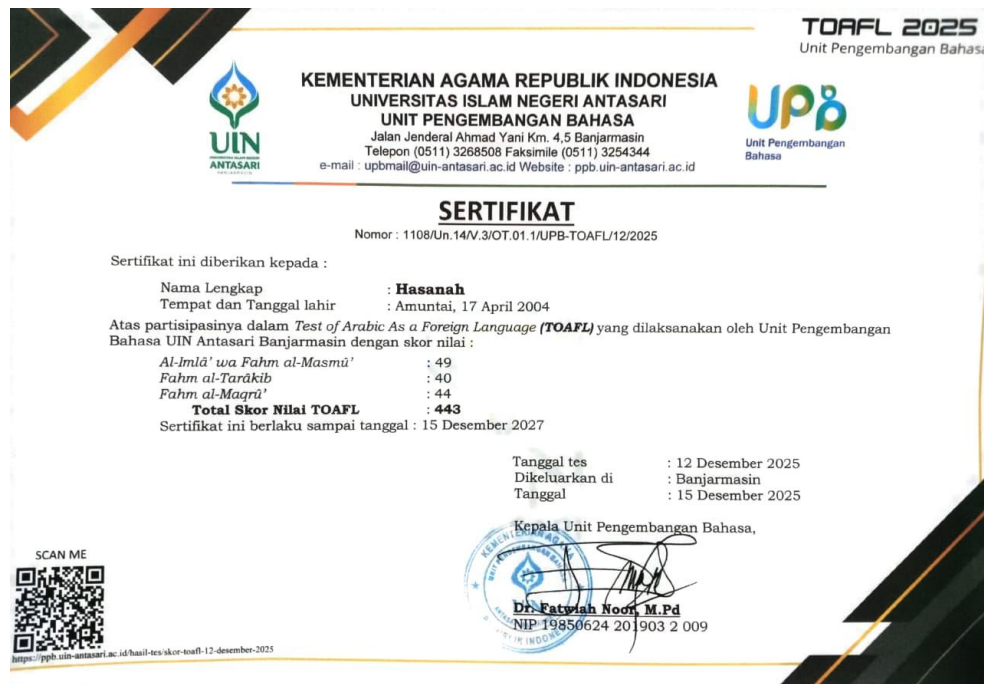 TOAFL 2025
Unit Pengembangan Bahasa
KEMENTERIAN AGAMA REPUBLIK INDONESIA
UNIVERSITAS ISLAM NEGERI ANTASARI
UNIT PENGEMBANGAN BAHASA
Jalan Jenderal Ahmad Yani Km. 4,5 Banjarmasin
Telepon (0511) 3268508 Faksimile (0511) 3254344
e-mail : upbmail@uin-antasari.ac.id Website : ppb.uin-antasari.ac.id
UIN
ANTASARI
UPB
Unit Pengembangan
Bahasa
SERTIFIKAT
Nomor : 1108/Un.14/V.3/OT.01.1/UPB-TOAFL/12/2025
Sertifikat ini diberikan kepada :
Nama Lengkap : Hasanah
Tempat dan Tanggal lahir : Amuntai, 17 April 2004
Atas partisipasinya dalam Test of Arabic As a Foreign Language (TOAFL) yang dilaksanakan oleh Unit Pengembangan
Bahasa UIN Antasari Banjarmasin dengan skor nilai :
Al-Imlâ' wa Fahm al-Masmû' : 49
Fahm al-Tarâkib : 40
Fahm al-Maqrû' : 44
Total Skor Nilai TOAFL : 443
Sertifikat ini berlaku sampai tanggal : 15 Desember 2027
Tanggal tes : 12 Desember 2025
Dikeluarkan di : Banjarmasin
Tanggal : 15 Desember 2025
Kepala Unit Pengembangan Bahasa,
KEMENTERIAN AGAMA
UNIT PENGEMBANGAN BAHASA
Dr. Fatwiah Noor, M.Pd
NIP 19850624 201903 2 009
SCAN ME
https://ppb.uin-antasari.ac.id/hasil-tes/skor-toafl-12-desember-2025